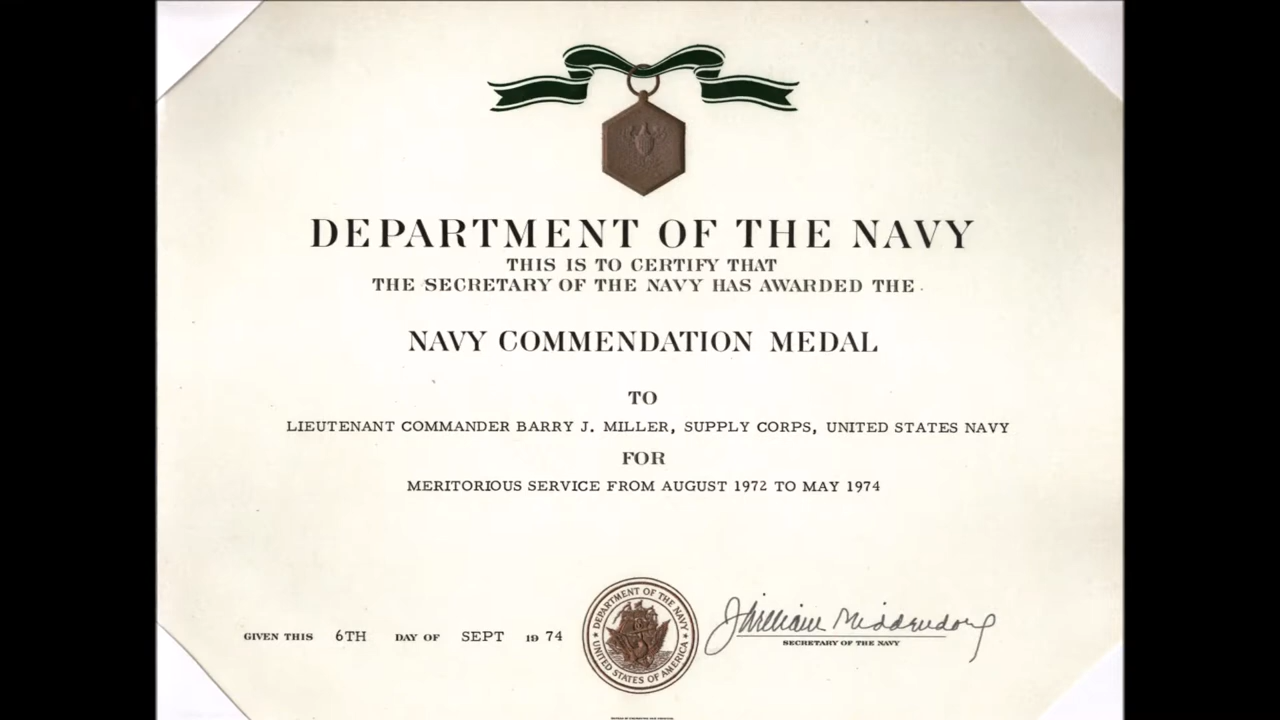 DEPARTMENT OF THE NAVY
THIS IS TO CERTIFY THAT
THE SECRETARY OF THE NAVY HAS AWARDED THE
NAVY COMMENDATION MEDAL
TO
LIEUTENANT COMMANDER BARRY J. MILLER, SUPPLY CORPS, UNITED STATES NAVY
FOR
MERITORIOUS SERVICE FROM AUGUST 1972 TO MAY 1974
GIVEN THIS 6TH DAY OF SEPT 1974
DEPARTMENT OF THE NAVY
UNITED STATES OF AMERICA
J William Middendorf
SECRETARY OF THE NAVY